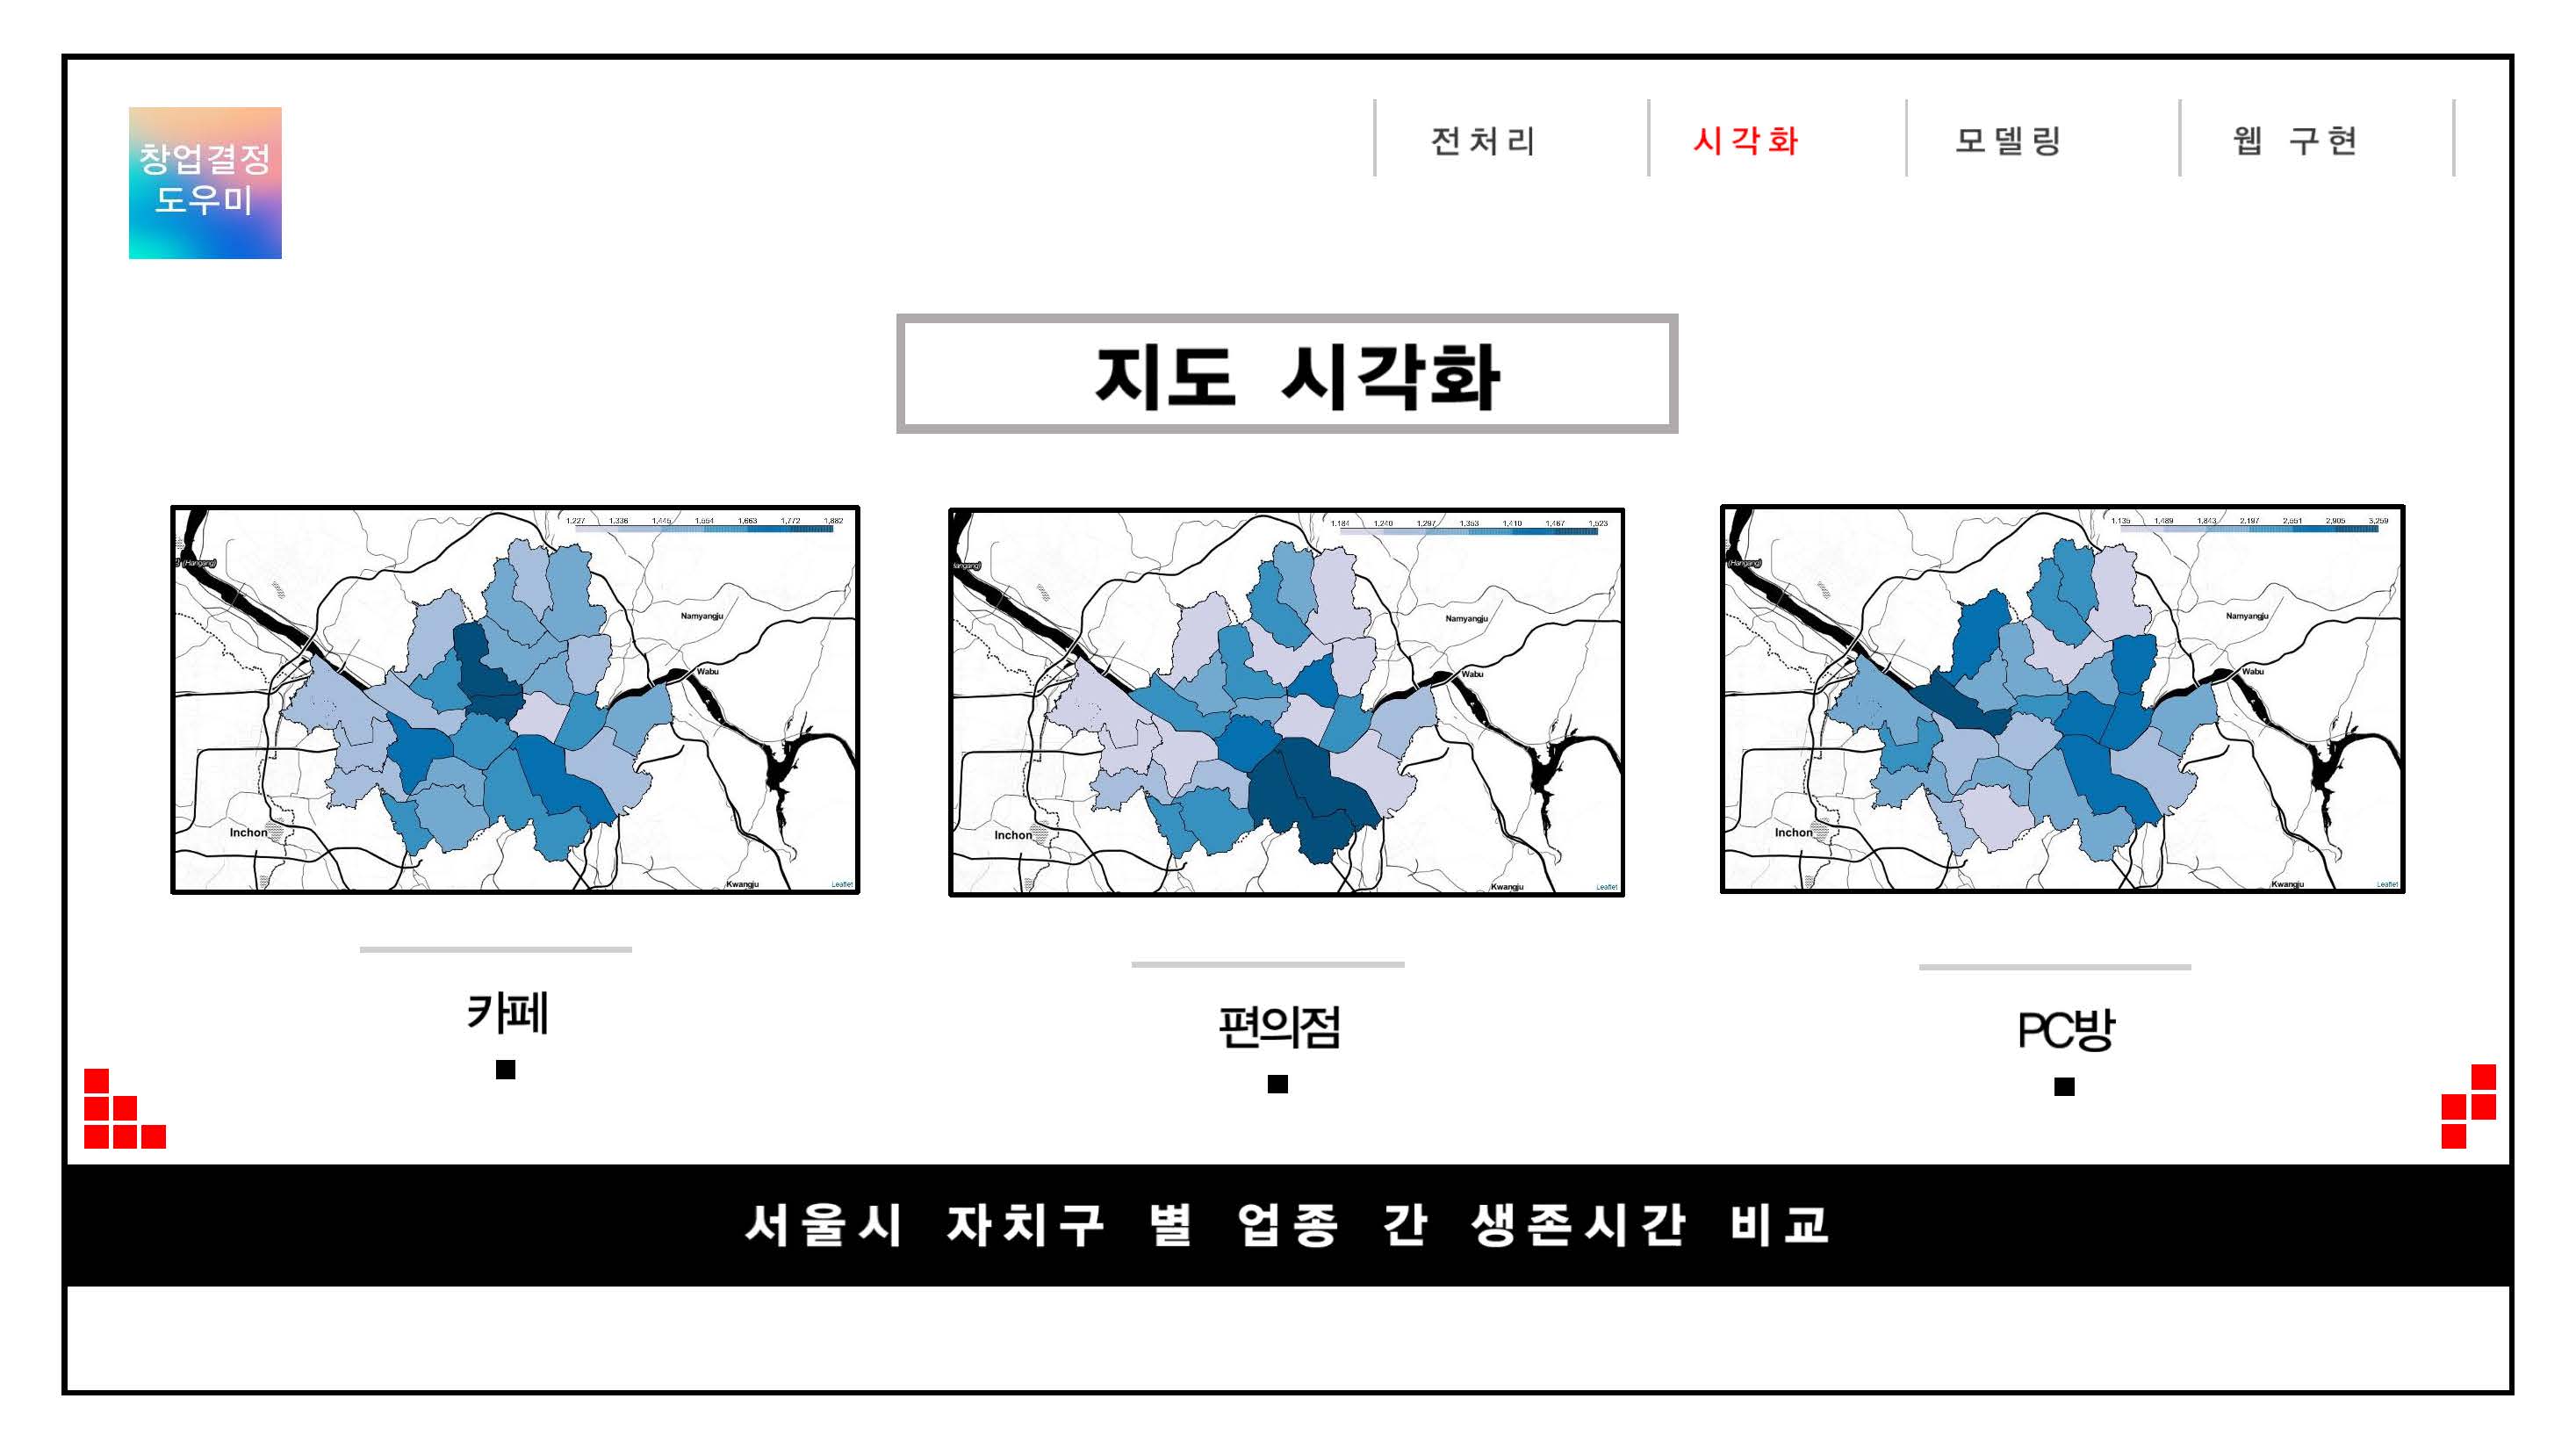 창업결정
도우미
전처리
시각화
모델링
웹 구현
지도 시각화
1,227 1,336 1,445 1,554 1,663 1,772 1,882
(Hangang)
Namyangju
Wabu
Inchon
Kwangju
Leaflet
1,184 1,240 1,297 1,353 1,410 1,467 1,523
Namyangju
Wabu
Inchon
Kwangju
Leaflet
1,135 1,489 1,843 2,197 2,551 2,905 3,259
(Hangang)
Namyangju
Wabu
Inchon
Kwangju
Leaflet
카페
편의점
PC방
서울시 자치구 별 업종 간 생존시간 비교